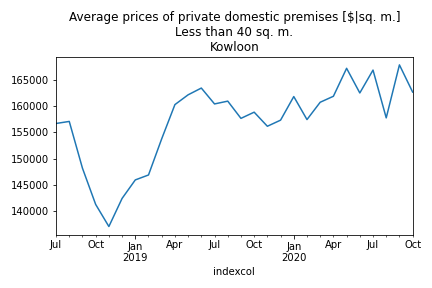 Average prices of private domestic premises [$|sq. m.]
Less than 40 sq. m.
Kowloon
165000
160000
155000
150000
145000
140000
Jul Oct Jan Apr Jul Oct Jan Apr Jul Oct
2019 2020
indexcol